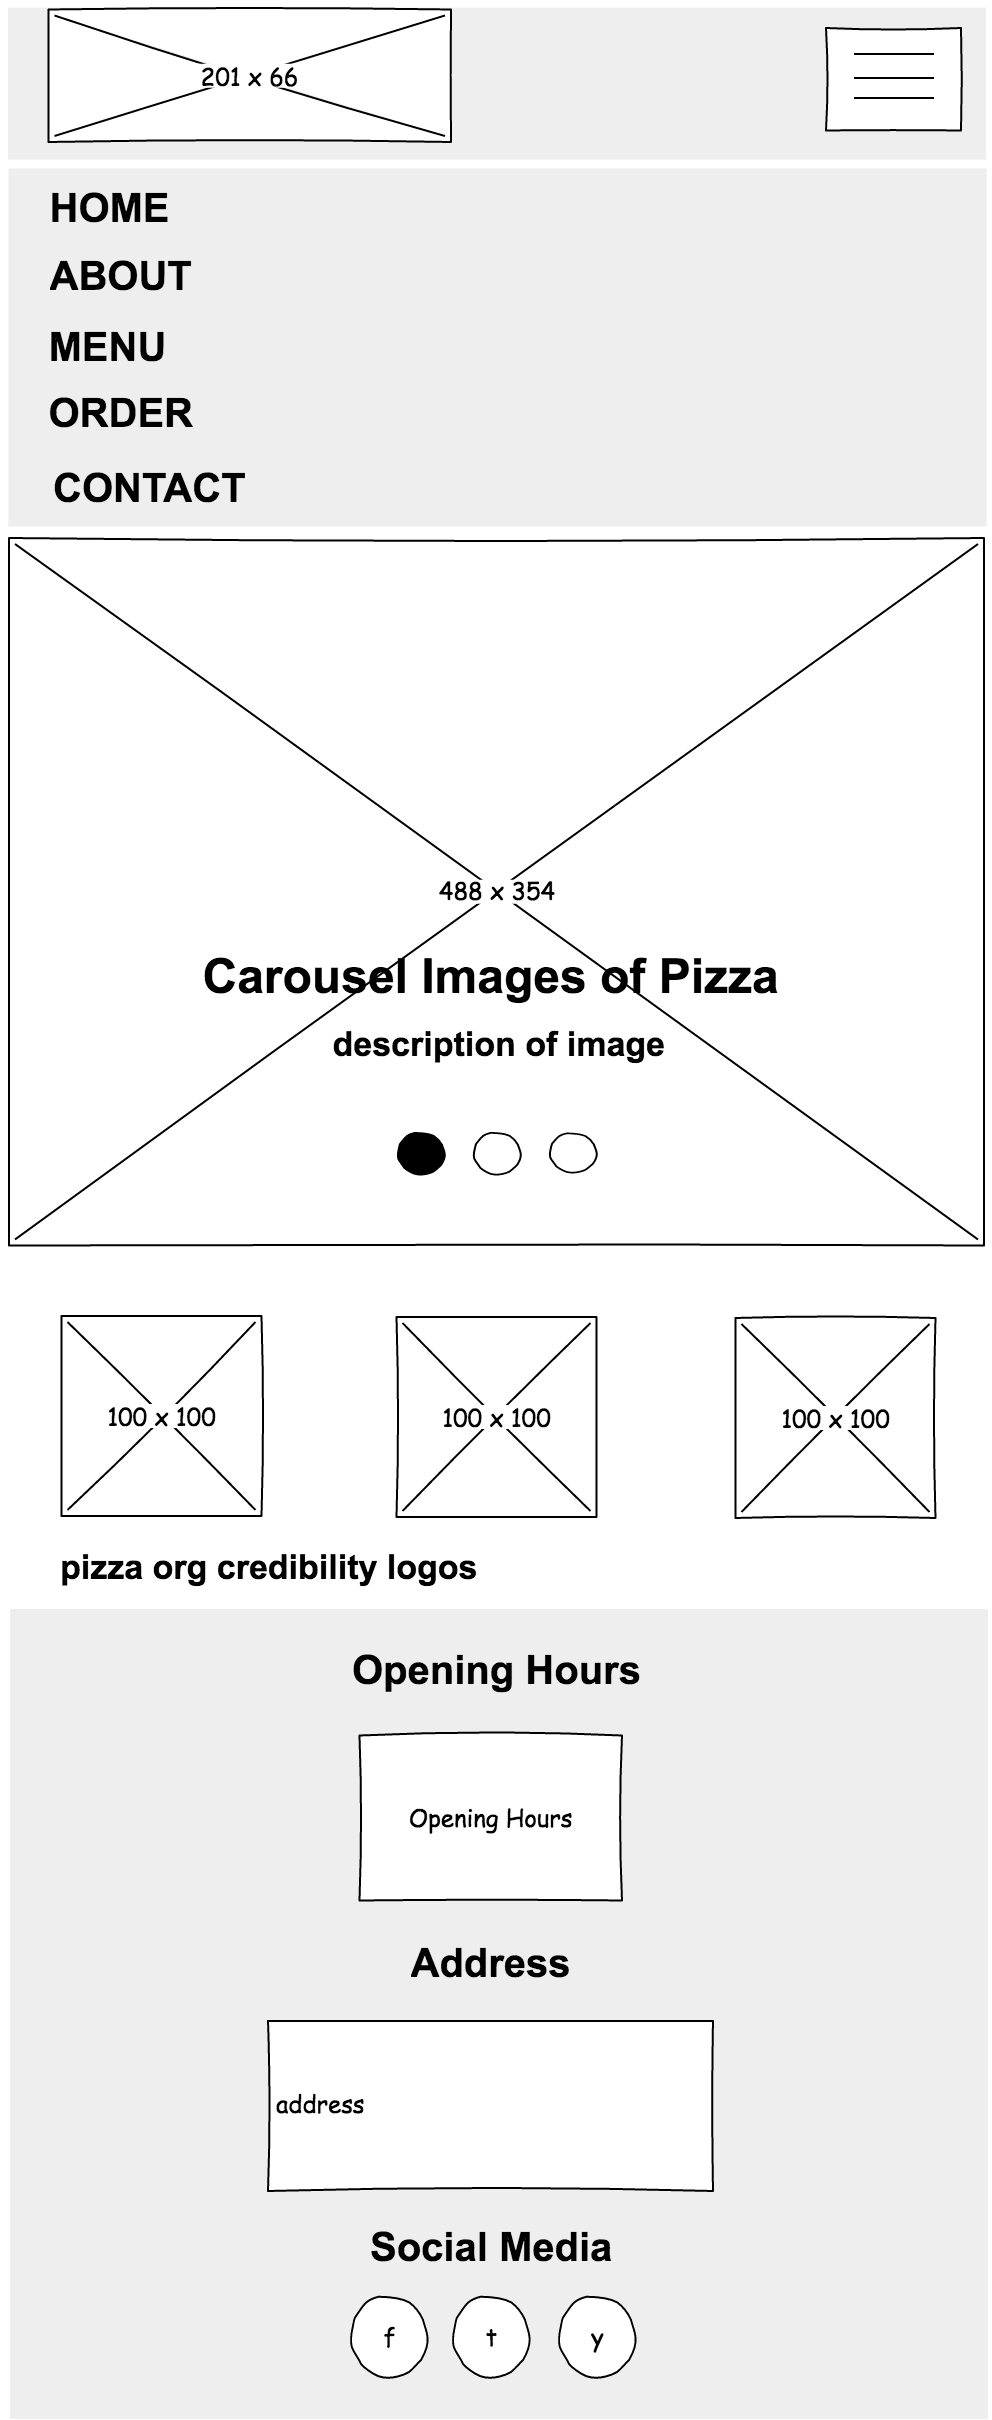 201 x 66
HOME
ABOUT
MENU
ORDER
CONTACT
488 x 354
Carousel Images of Pizza
description of image
100 x 100
100 x 100
100 x 100
pizza org credibility logos
Opening Hours
Opening Hours
Address
address
Social Media
f t y